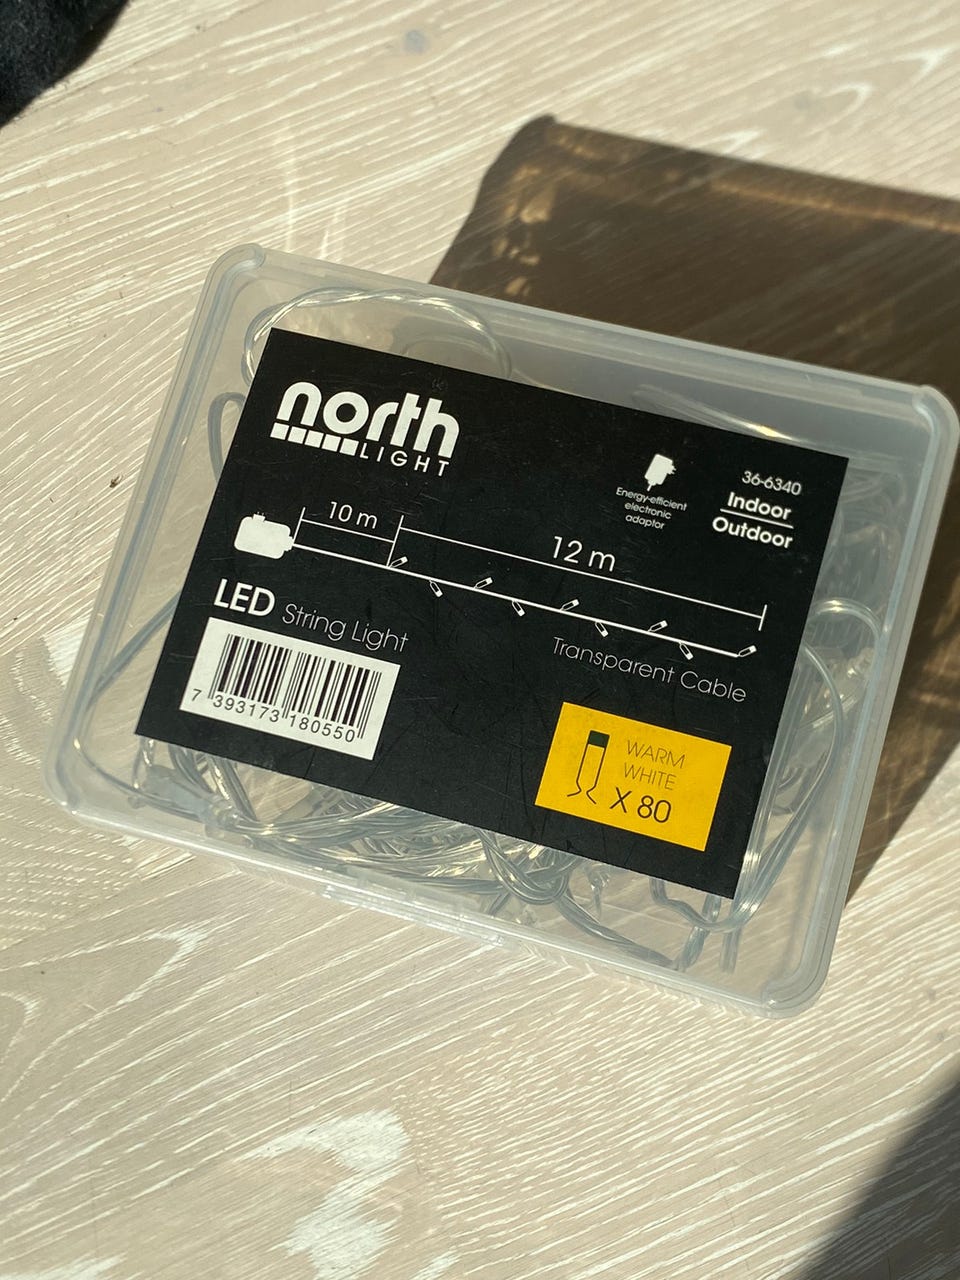 north
LIGHT
Energy-efficient
electronic
adaptor
36-6340
Indoor
Outdoor
10 m
12 m
LED String Light
Transparent Cable
7 393173 180550
WARM
WHITE
X 80